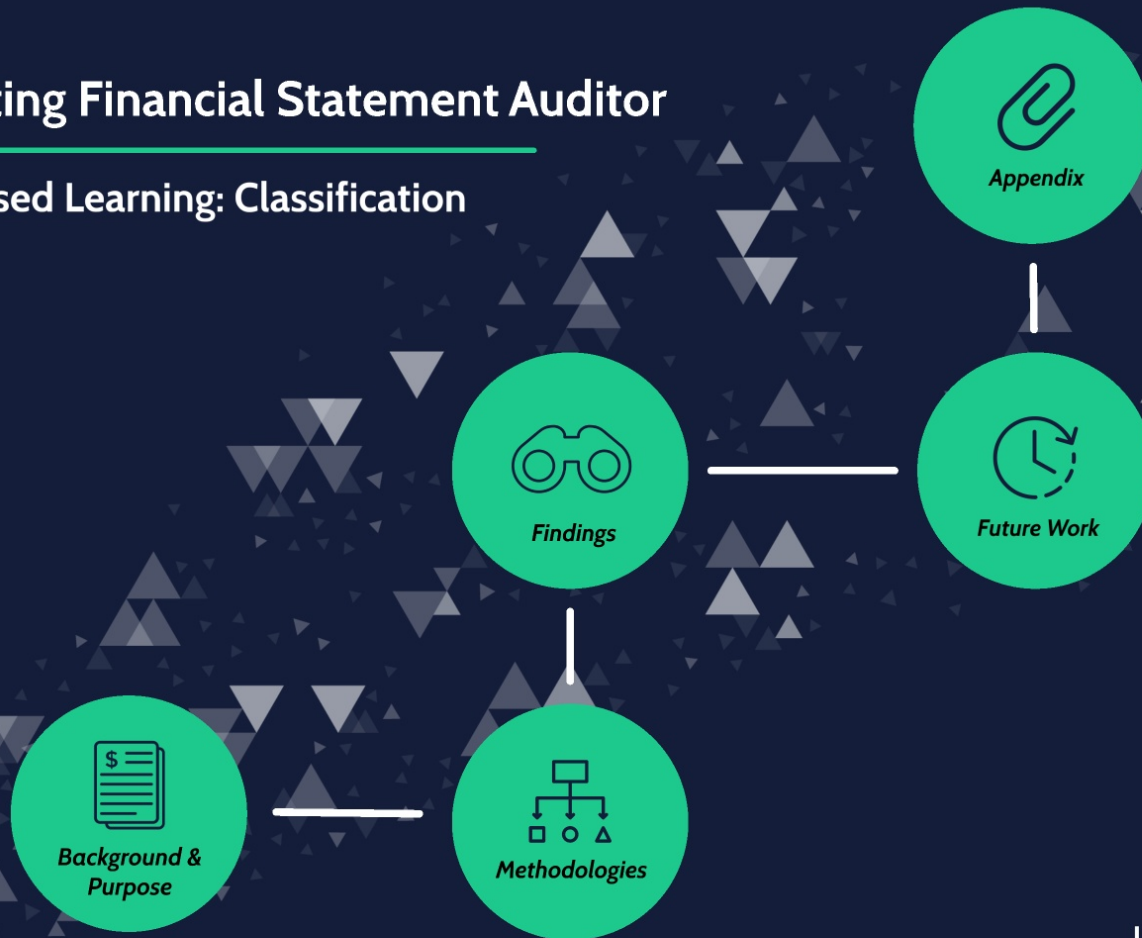 ting Financial Statement Auditor
sed Learning: Classification
Appendix
Findings
Future Work
$
Background &
Purpose
Methodologies